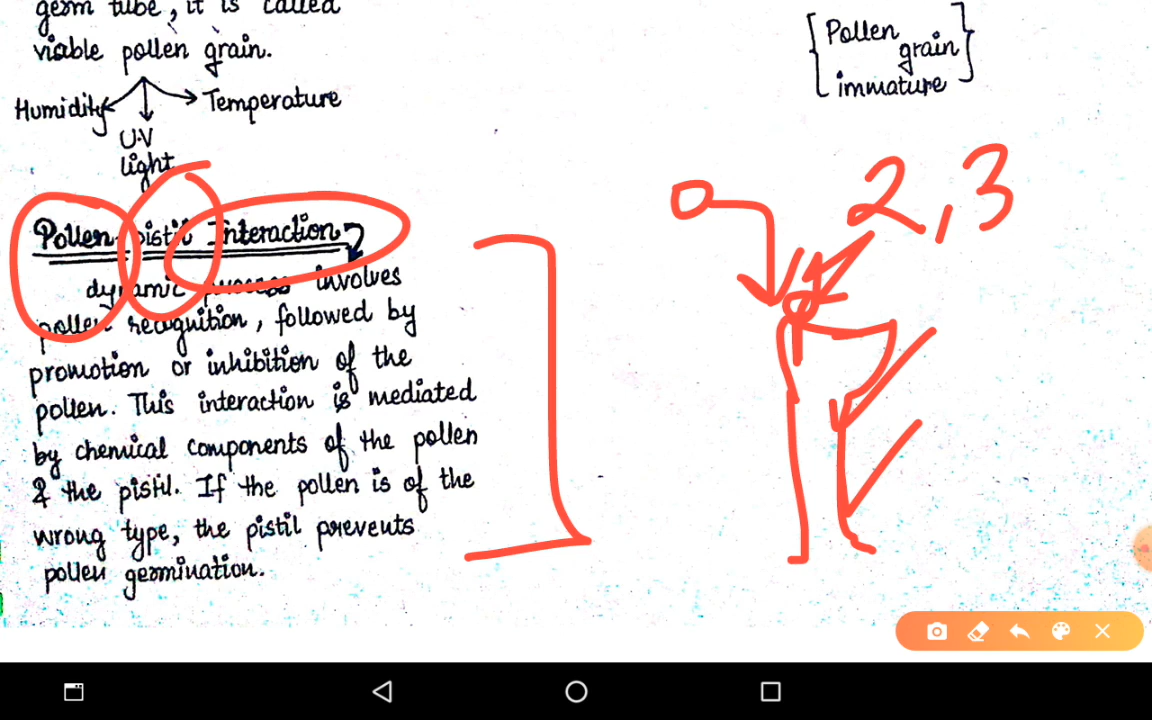 germ tube, it is called
viable pollen grain.
Humidity
Temperature
U.V
light
Pollen
grain
immature
2,3
Pollen-pistil Interaction
dynamic process involves
pollen recognition, followed by
promotion or inhibition of the
pollen. This interaction is mediated
by chemical components of the pollen
& the pistil. If the pollen is of the
wrong type, the pistil prevents
pollen germination.